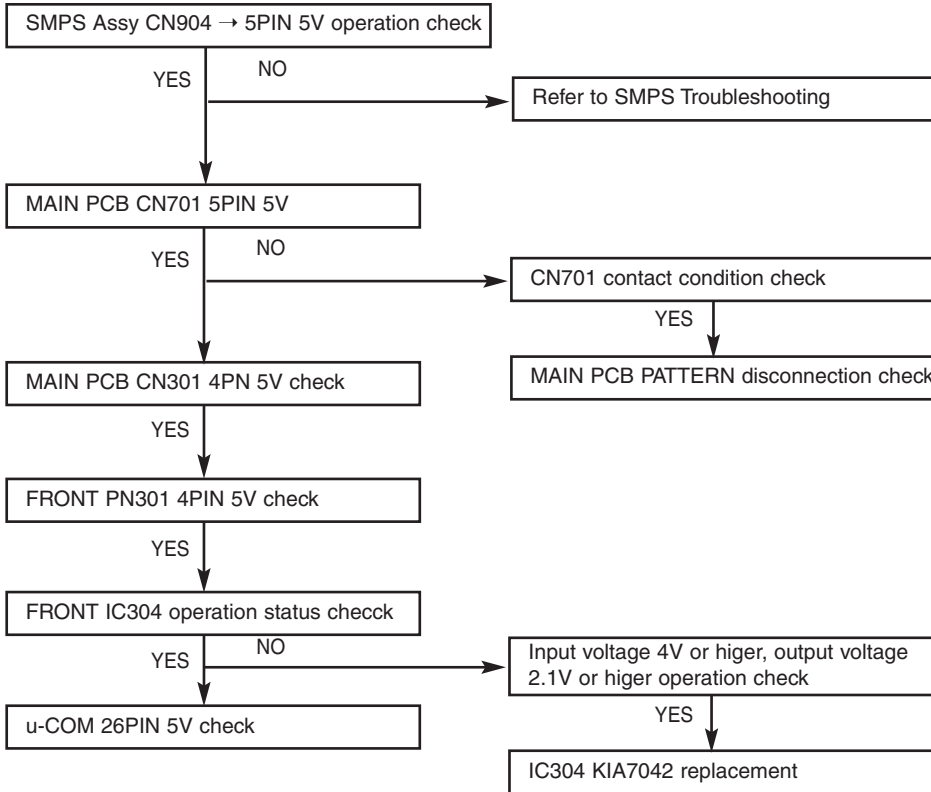 SMPS Assy CN904 → 5PIN 5V operation check
YES
NO
Refer to SMPS Troubleshooting
MAIN PCB CN701 5PIN 5V
YES
NO
CN701 contact condition check
YES
MAIN PCB CN301 4PN 5V check
MAIN PCB PATTERN disconnection check
YES
FRONT PN301 4PIN 5V check
YES
FRONT IC304 operation status checck
YES
NO
Input voltage 4V or higer, output voltage
2.1V or higer operation check
u-COM 26PIN 5V check
YES
IC304 KIA7042 replacement